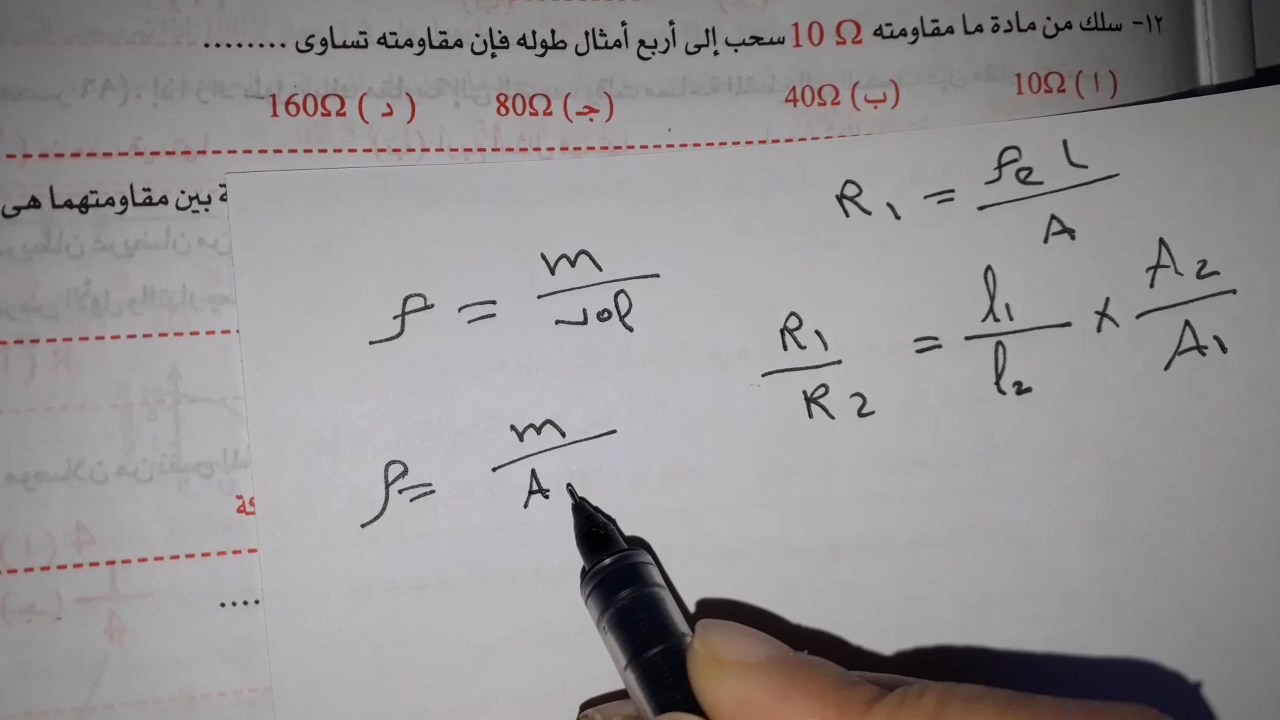 ١٢- سلك من مادة ما مقاومته 10 Ω سحب إلى أربع أمثال طوله فإن مقاومته تساوى ........
(١) 10Ω (ب) 40Ω (جـ) 80Ω (د) 160Ω
ة بين مقاومتهما هى
R₁ = ρₑ l / A
ρ = m / vol
R₁ / R₂ = l₁ / l₂ × A₂ / A₁
ρ = m / A
....